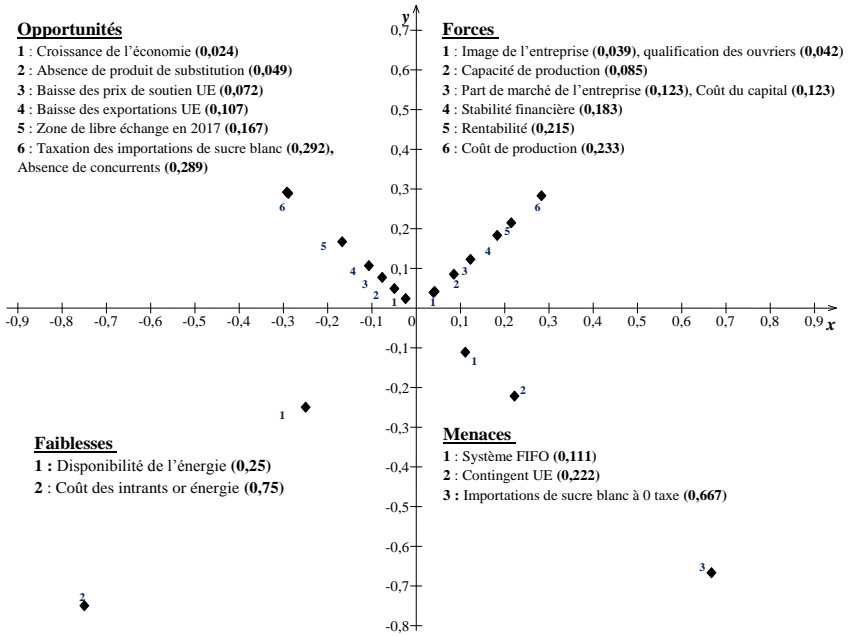 Opportunités
1 : Croissance de l’économie (0,024)
2 : Absence de produit de substitution (0,049)
3 : Baisse des prix de soutien UE (0,072)
4 : Baisse des exportations UE (0,107)
5 : Zone de libre échange en 2017 (0,167)
6 : Taxation des importations de sucre blanc (0,292),
Absence de concurrents (0,289)
Forces
1 : Image de l’entreprise (0,039), qualification des ouvriers (0,042)
2 : Capacité de production (0,085)
3 : Part de marché de l’entreprise (0,123), Coût du capital (0,123)
4 : Stabilité financière (0,183)
5 : Rentabilité (0,215)
6 : Coût de production (0,233)
y
0,7
0,6
0,5
0,4
0,3
0,2
0,1
6
5
4
3
2
1
6
5
4
3
2
1
-0,9 -0,8 -0,7 -0,6 -0,5 -0,4 -0,3 -0,2 -0,1 0 0,1 0,2 0,3 0,4 0,5 0,6 0,7 0,8 0,9 x
-0,1
-0,2
-0,3
-0,4
-0,5
-0,6
-0,7
-0,8
1
2
1
2
3
Faiblesses
1 : Disponibilité de l’énergie (0,25)
2 : Coût des intrants or énergie (0,75)
Menaces
1 : Système FIFO (0,111)
2 : Contingent UE (0,222)
3 : Importations de sucre blanc à 0 taxe (0,667)